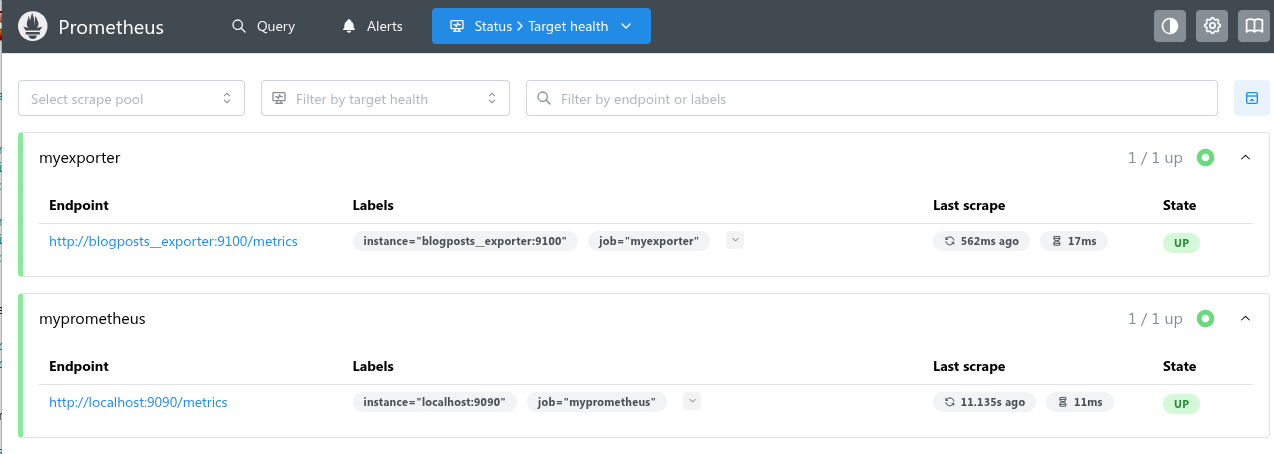 Prometheus Query Alerts Status > Target health
Select scrape pool Filter by target health Filter by endpoint or labels
myexporter 1 / 1 up
Endpoint Labels Last scrape State
http://blogposts__exporter:9100/metrics instance="blogposts__exporter:9100" job="myexporter" 562ms ago 17ms UP
myprometheus 1 / 1 up
Endpoint Labels Last scrape State
http://localhost:9090/metrics instance="localhost:9090" job="myprometheus" 11.135s ago 11ms UP